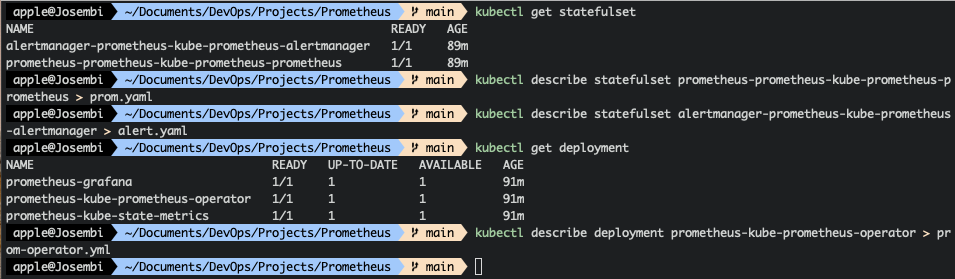 apple@Josembi ~/Documents/DevOps/Projects/Prometheus main kubectl get statefulset
NAME READY AGE
alertmanager-prometheus-kube-prometheus-alertmanager 1/1 89m
prometheus-prometheus-kube-prometheus-prometheus 1/1 89m
apple@Josembi ~/Documents/DevOps/Projects/Prometheus main kubectl describe statefulset prometheus-prometheus-kube-prometheus-p
rometheus > prom.yaml
apple@Josembi ~/Documents/DevOps/Projects/Prometheus main kubectl describe statefulset alertmanager-prometheus-kube-prometheus
-alertmanager > alert.yaml
apple@Josembi ~/Documents/DevOps/Projects/Prometheus main kubectl get deployment
NAME READY UP-TO-DATE AVAILABLE AGE
prometheus-grafana 1/1 1 1 91m
prometheus-kube-prometheus-operator 1/1 1 1 91m
prometheus-kube-state-metrics 1/1 1 1 91m
apple@Josembi ~/Documents/DevOps/Projects/Prometheus main kubectl describe deployment prometheus-kube-prometheus-operator > pr
om-operator.yml
apple@Josembi ~/Documents/DevOps/Projects/Prometheus main